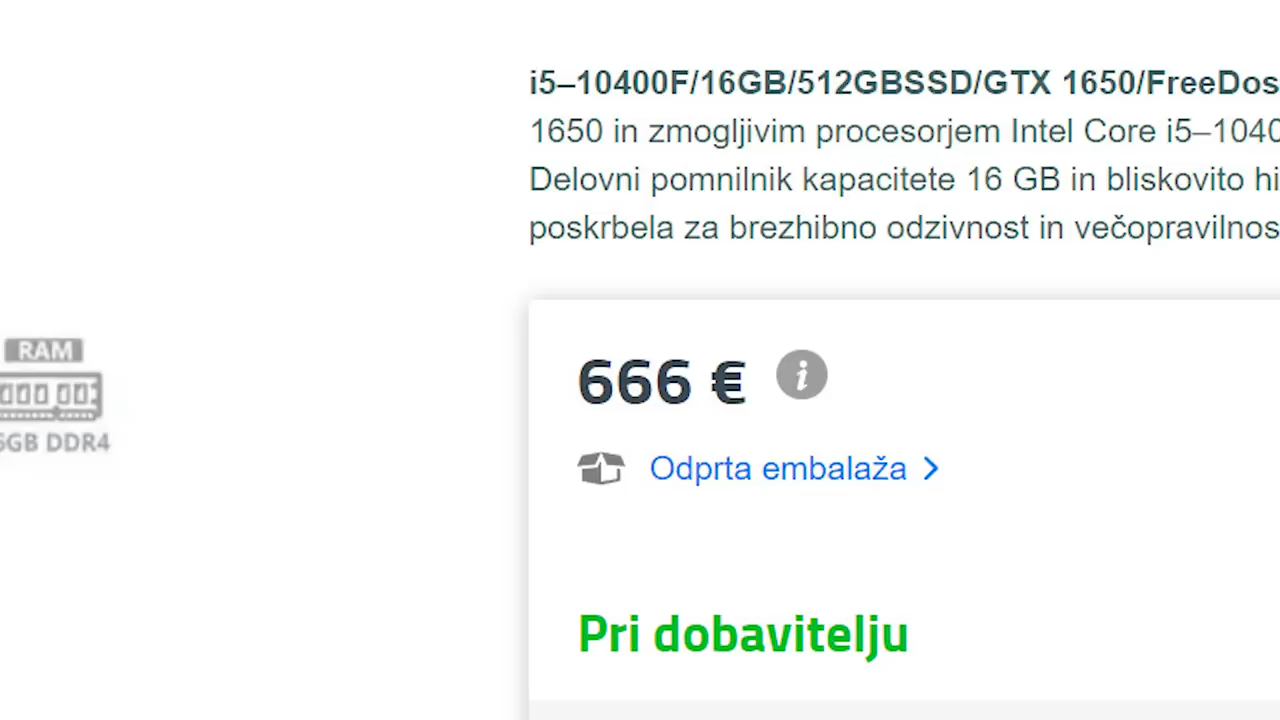 i5–10400F/16GB/512GBSSD/GTX 1650/FreeDos
1650 in zmogljivim procesorjem Intel Core i5–1040
Delovni pomnilnik kapacitete 16 GB in bliskovito hi
poskrbela za brezhibno odzivnost in večopravilnos
RAM
6GB DDR4
666 €
Odprta embalaža
Pri dobavitelju